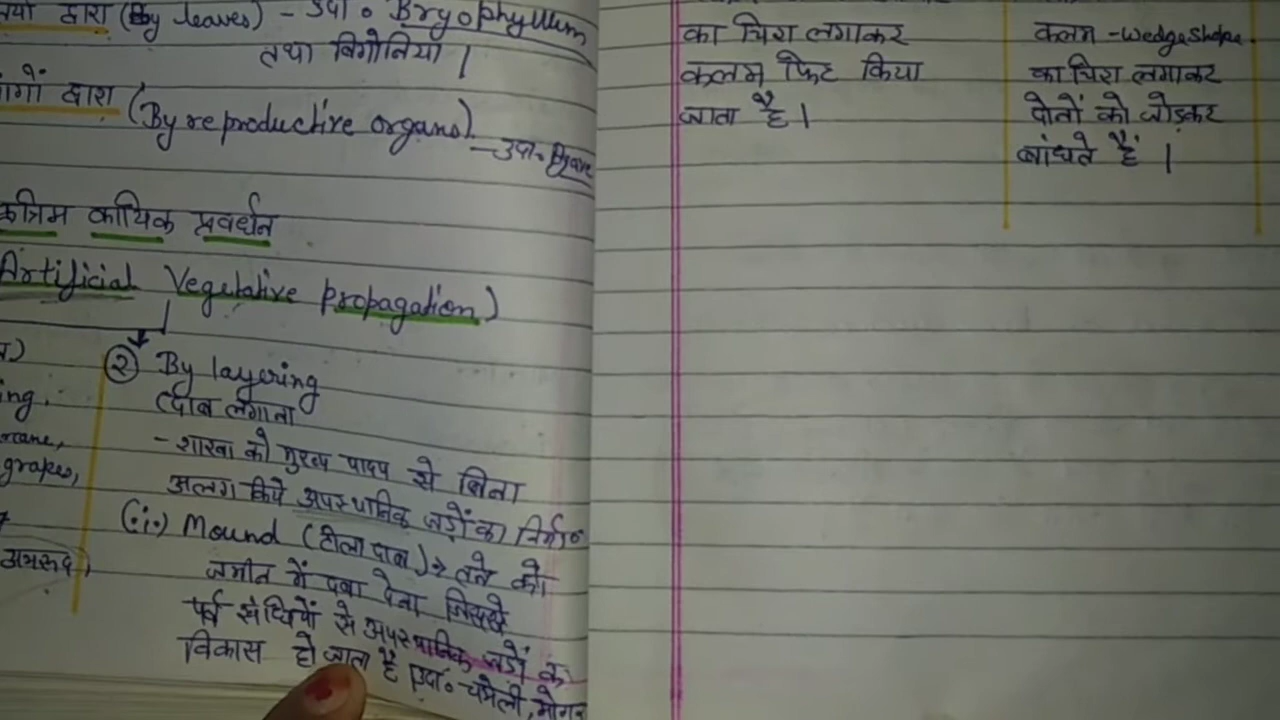 द्वारा (By leaves) - उदा० Bryophyllum
तथा बिगोनिया |
द्वारा (By reproductive organs)
- उदा०
कृत्रिम कायिक प्रवर्धन
Artificial Vegetative propagation)
② By layering
(दाब लगाना
- शाखा को मुख्य पादप से बिना
अलग किये अपस्थानिक जड़ों का निर्माण
(i.) Mound (टीला दाब) → तने को
जमीन में दबा देना जिससे
पर्व संधियों से अपस्थानिक जड़ों क
विकास हो जाता है उदा० चमेली, मोगर
ing.
grapes,
अमरूद)
का चिरा लगाकर
कलम फिट किया
जाता है |
कलम - wedge shape
का चिरा लगाकर
दोनों को जोड़कर
बांधते हैं |